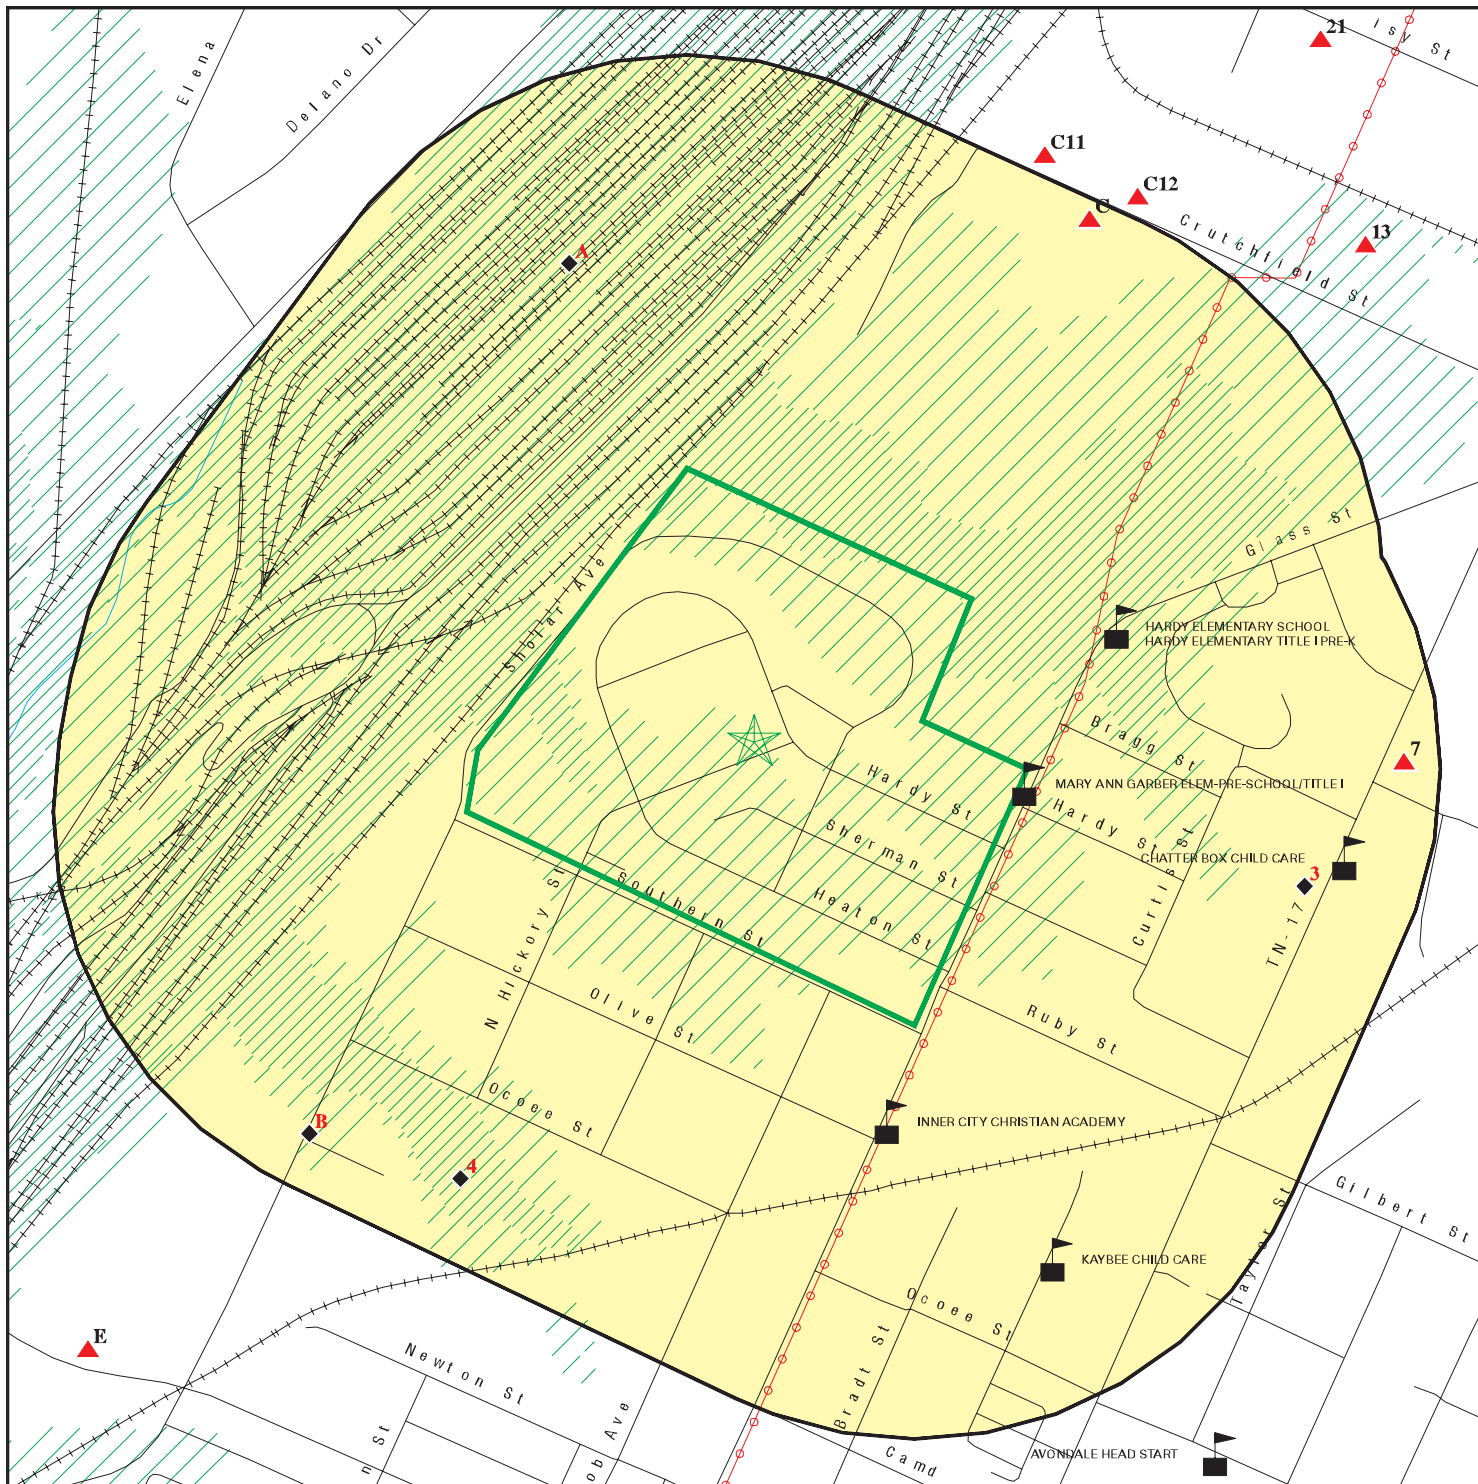 21
isy St
Elena
Delano Dr
C11
C12
C
Crutchfield St
13
A
Glass St
Sholar Ave
HARDY ELEMENTARY SCHOOL
HARDY ELEMENTARY TITLE I PRE-K
Bragg St
7
MARY ANN GARBER ELEM-PRE-SCHOOL/TITLE I
Hardy St
Hardy St
Sherman St
CHATTER BOX CHILD CARE
3
Curtis St
Southern St
Heaton St
N Hickory St
TN-17
Olive St
Ruby St
Ocoee St
B
INNER CITY CHRISTIAN ACADEMY
4
Gilbert St
Taylor St
KAYBEE CHILD CARE
Ocoee St
E
Newton St
Bradt St
n St
ob Ave
Camd
AVONDALE HEAD START